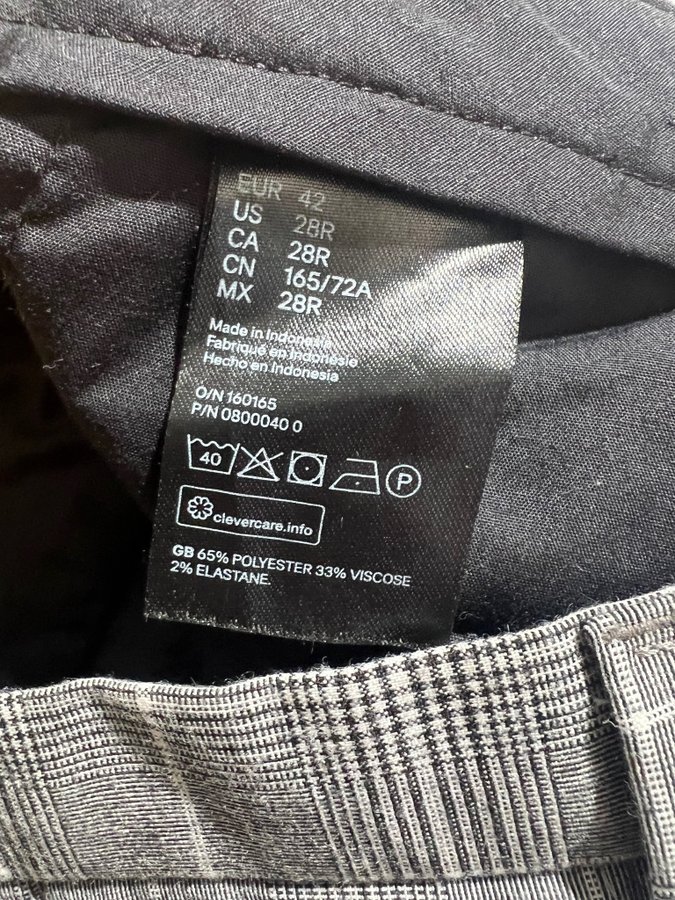 EUR 42
US 28R
CA 28R
CN 165/72A
MX 28R
Made in Indonesia
Fabriqué en Indonésie
Hecho en Indonesia
O/N 160165
P/N 0800040 0
40 P
clevercare.info
GB 65% POLYESTER 33% VISCOSE
2% ELASTANE.